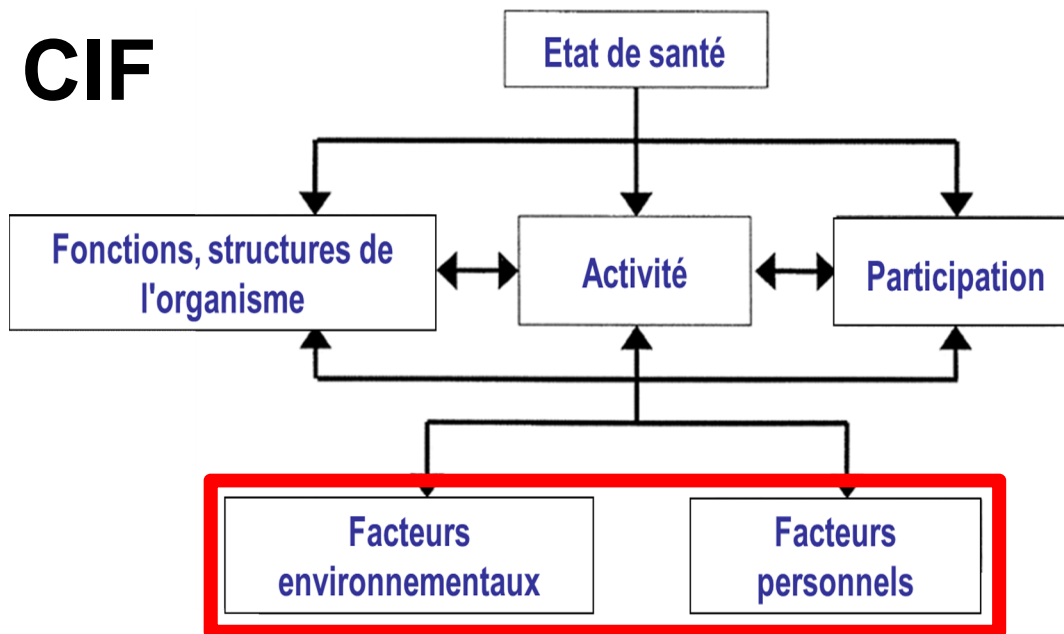 CIF
Etat de santé
Fonctions, structures de
l'organisme
Activité
Participation
Facteurs
environnementaux
Facteurs
personnels